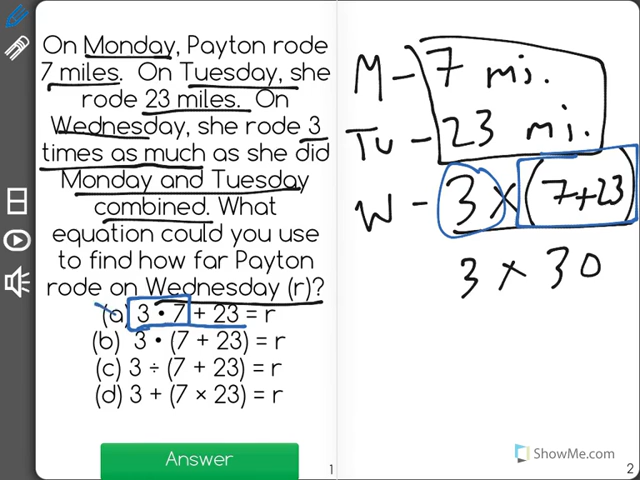 On Monday, Payton rode
7 miles. On Tuesday, she
rode 23 miles. On
Wednesday, she rode 3
times as much as she did
Monday and Tuesday
combined. What
equation could you use
to find how far Payton
rode on Wednesday (r)?
(a) 3 • 7 + 23 = r
(b) 3 • (7 + 23) = r
(c) 3 ÷ (7 + 23) = r
(d) 3 + (7 × 23) = r
Answer
1
M - 7 mi.
Tu - 23 mi.
W - 3 × (7+23)
3 × 30
ShowMe.com
2